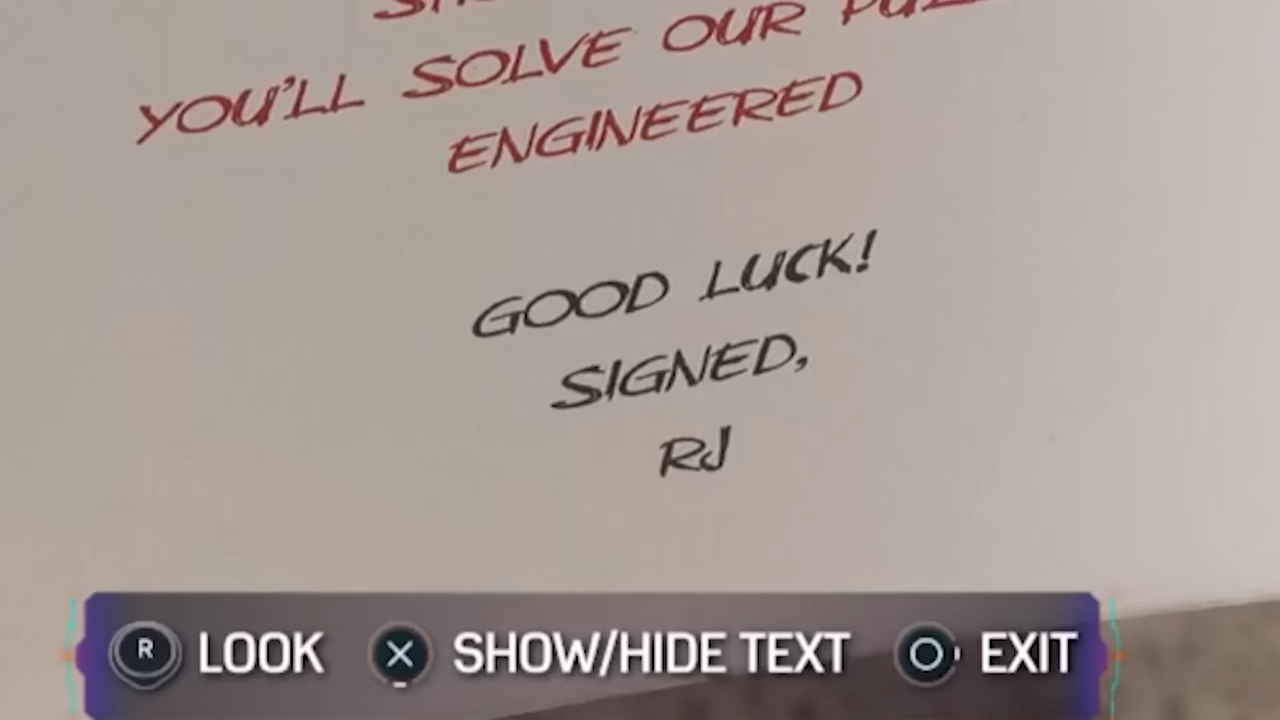 YOU'LL SOLVE OUR
ENGINEERED
GOOD LUCK!
SIGNED,
RJ
R LOOK SHOW/HIDE TEXT EXIT